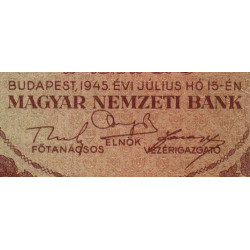 BUDAPEST, 1945. ÉVI JÚLIUS HÓ 15-ÉN
MAGYAR NEMZETI BANK
ELNÖK
FŐTANÁCSOS VEZÉRIGAZGATÓ